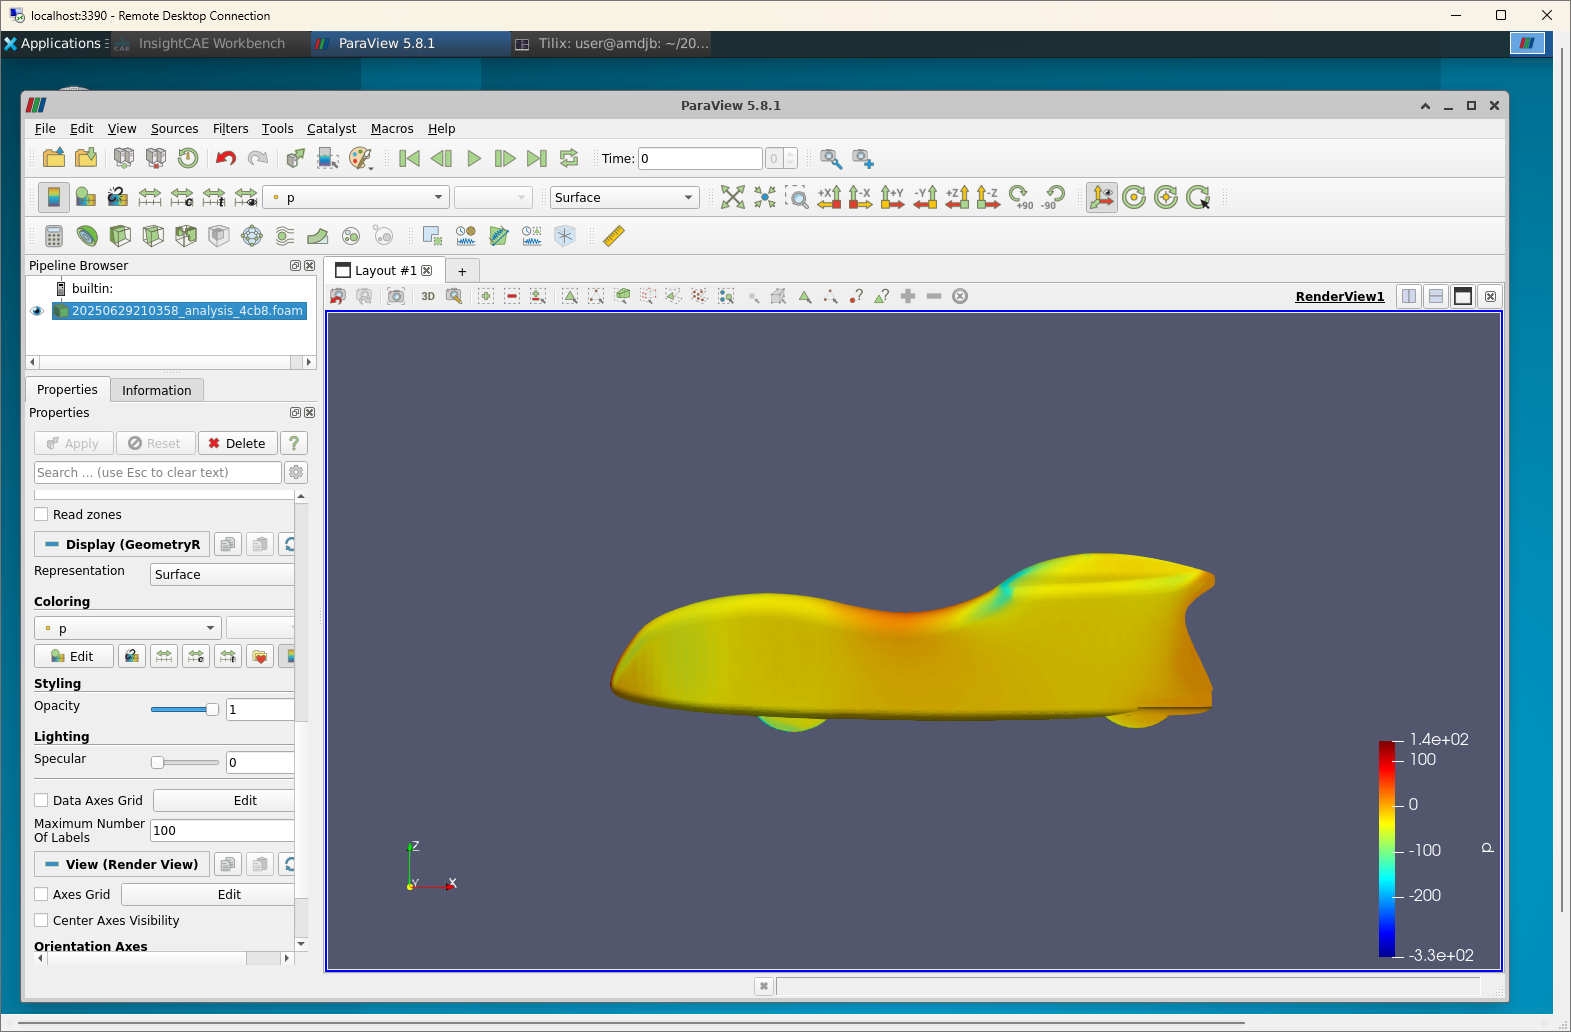 localhost:3390 - Remote Desktop Connection
Applications
InsightCAE Workbench
ParaView 5.8.1
Tilix: user@amdjb: ~/20...
ParaView 5.8.1
File Edit View Sources Filters Tools Catalyst Macros Help
Time: 0
0
p
Surface
+X
-X
+Y
-Y
+Z
-Z
+90
-90
Pipeline Browser
builtin:
20250629210358_analysis_4cb8.foam
Layout #1
+
3D
RenderView1
Properties Information
Properties
Apply Reset Delete ?
Search ... (use Esc to clear text)
Read zones
Display (GeometryR
Representation Surface
Coloring
p
Edit
Styling
Opacity 1
Lighting
Specular 0
Data Axes Grid Edit
Maximum Number
Of Labels
100
View (Render View)
Axes Grid Edit
Center Axes Visibility
Orientation Axes
Z
Y
X
1.4e+02
100
0
-100
-200
-3.3e+02
p